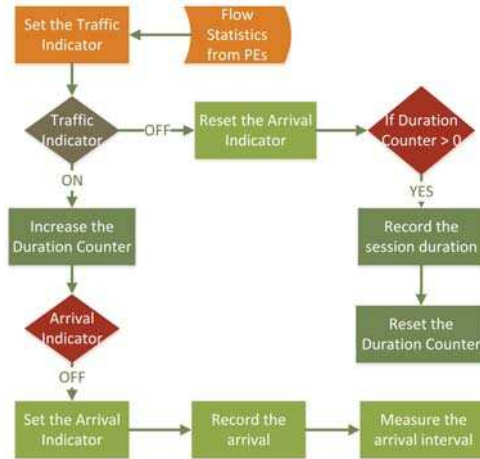 Set the Traffic
Indicator
Flow
Statistics
from PEs
Traffic
Indicator
OFF
Reset the Arrival
Indicator
If Duration
Counter > 0
ON
YES
Increase the
Duration Counter
Record the
session duration
Arrival
Indicator
Reset the
Duration Counter
OFF
Set the Arrival
Indicator
Record the
arrival
Measure the
arrival interval